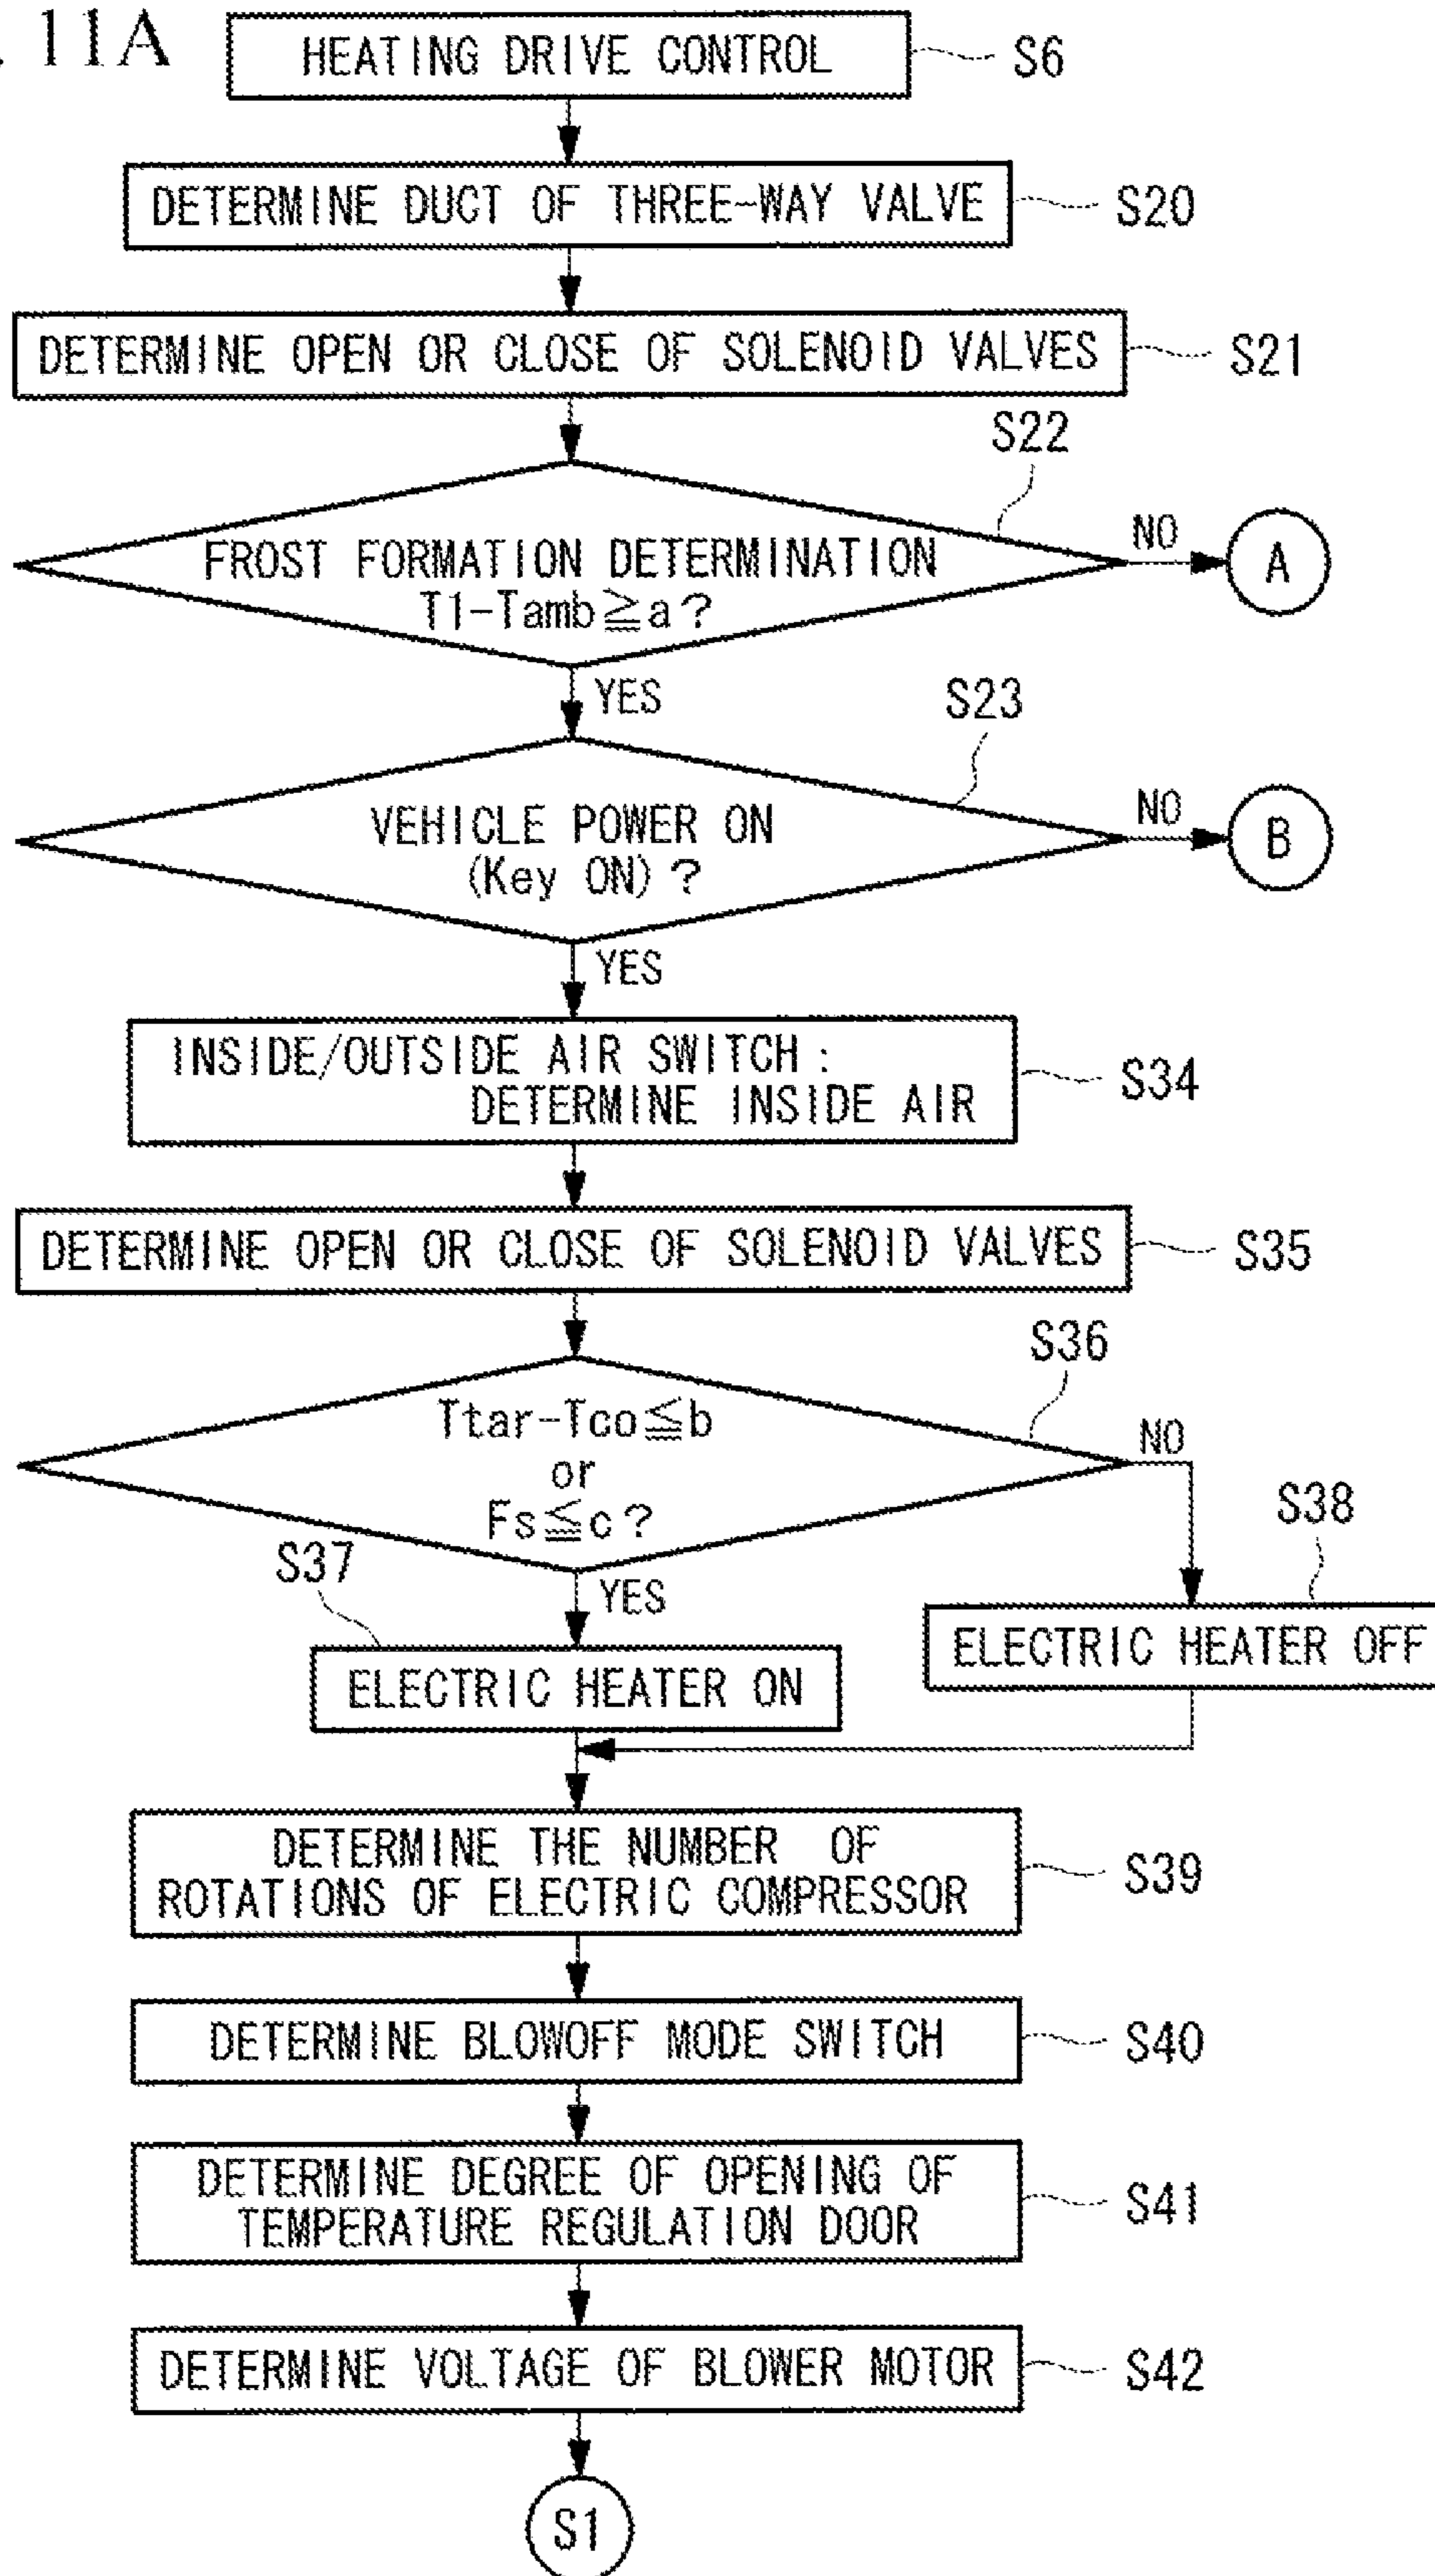 . 11A
HEATING DRIVE CONTROL
S6
DETERMINE DUCT OF THREE-WAY VALVE
S20
DETERMINE OPEN OR CLOSE OF SOLENOID VALVES
S21
S22
FROST FORMATION DETERMINATION
T1-Tamb≧a?
NO
A
YES
S23
VEHICLE POWER ON
(Key ON)?
NO
B
YES
INSIDE/OUTSIDE AIR SWITCH:
DETERMINE INSIDE AIR
S34
DETERMINE OPEN OR CLOSE OF SOLENOID VALVES
S35
S36
Ttar-Tco≦b
or
Fs≦c?
NO
YES
S37
ELECTRIC HEATER ON
S38
ELECTRIC HEATER OFF
DETERMINE THE NUMBER OF
ROTATIONS OF ELECTRIC COMPRESSOR
S39
DETERMINE BLOWOFF MODE SWITCH
S40
DETERMINE DEGREE OF OPENING OF
TEMPERATURE REGULATION DOOR
S41
DETERMINE VOLTAGE OF BLOWER MOTOR
S42
S1